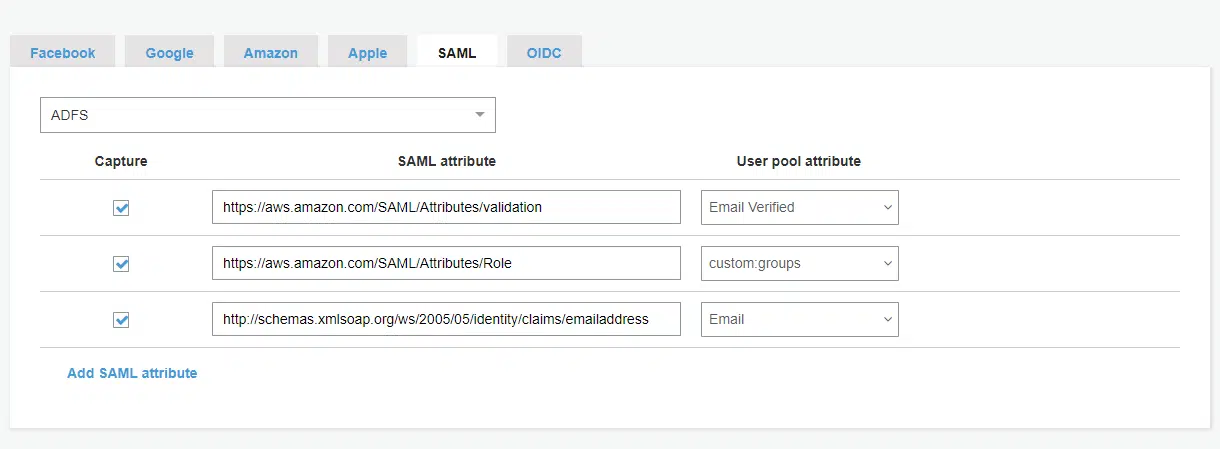 Facebook Google Amazon Apple SAML OIDC
ADFS
Capture SAML attribute User pool attribute
https://aws.amazon.com/SAML/Attributes/validation Email Verified
https://aws.amazon.com/SAML/Attributes/Role custom:groups
http://schemas.xmlsoap.org/ws/2005/05/identity/claims/emailaddress Email
Add SAML attribute